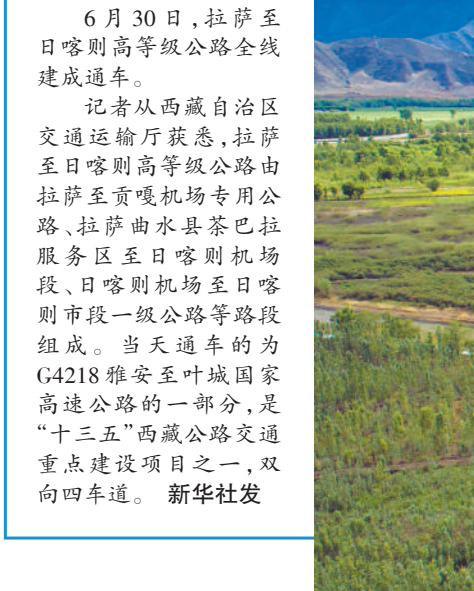 6月30日,拉萨至
日喀则高等级公路全线
建成通车。
记者从西藏自治区
交通运输厅获悉,拉萨
至日喀则高等级公路由
拉萨至贡嘎机场专用公
路、拉萨曲水县茶巴拉
服务区至日喀则机场
段、日喀则机场至日喀
则市段一级公路等路段
组成。当天通车的为
G4218雅安至叶城国家
高速公路的一部分,是
“十三五”西藏公路交通
重点建设项目之一,双
向四车道。 新华社发